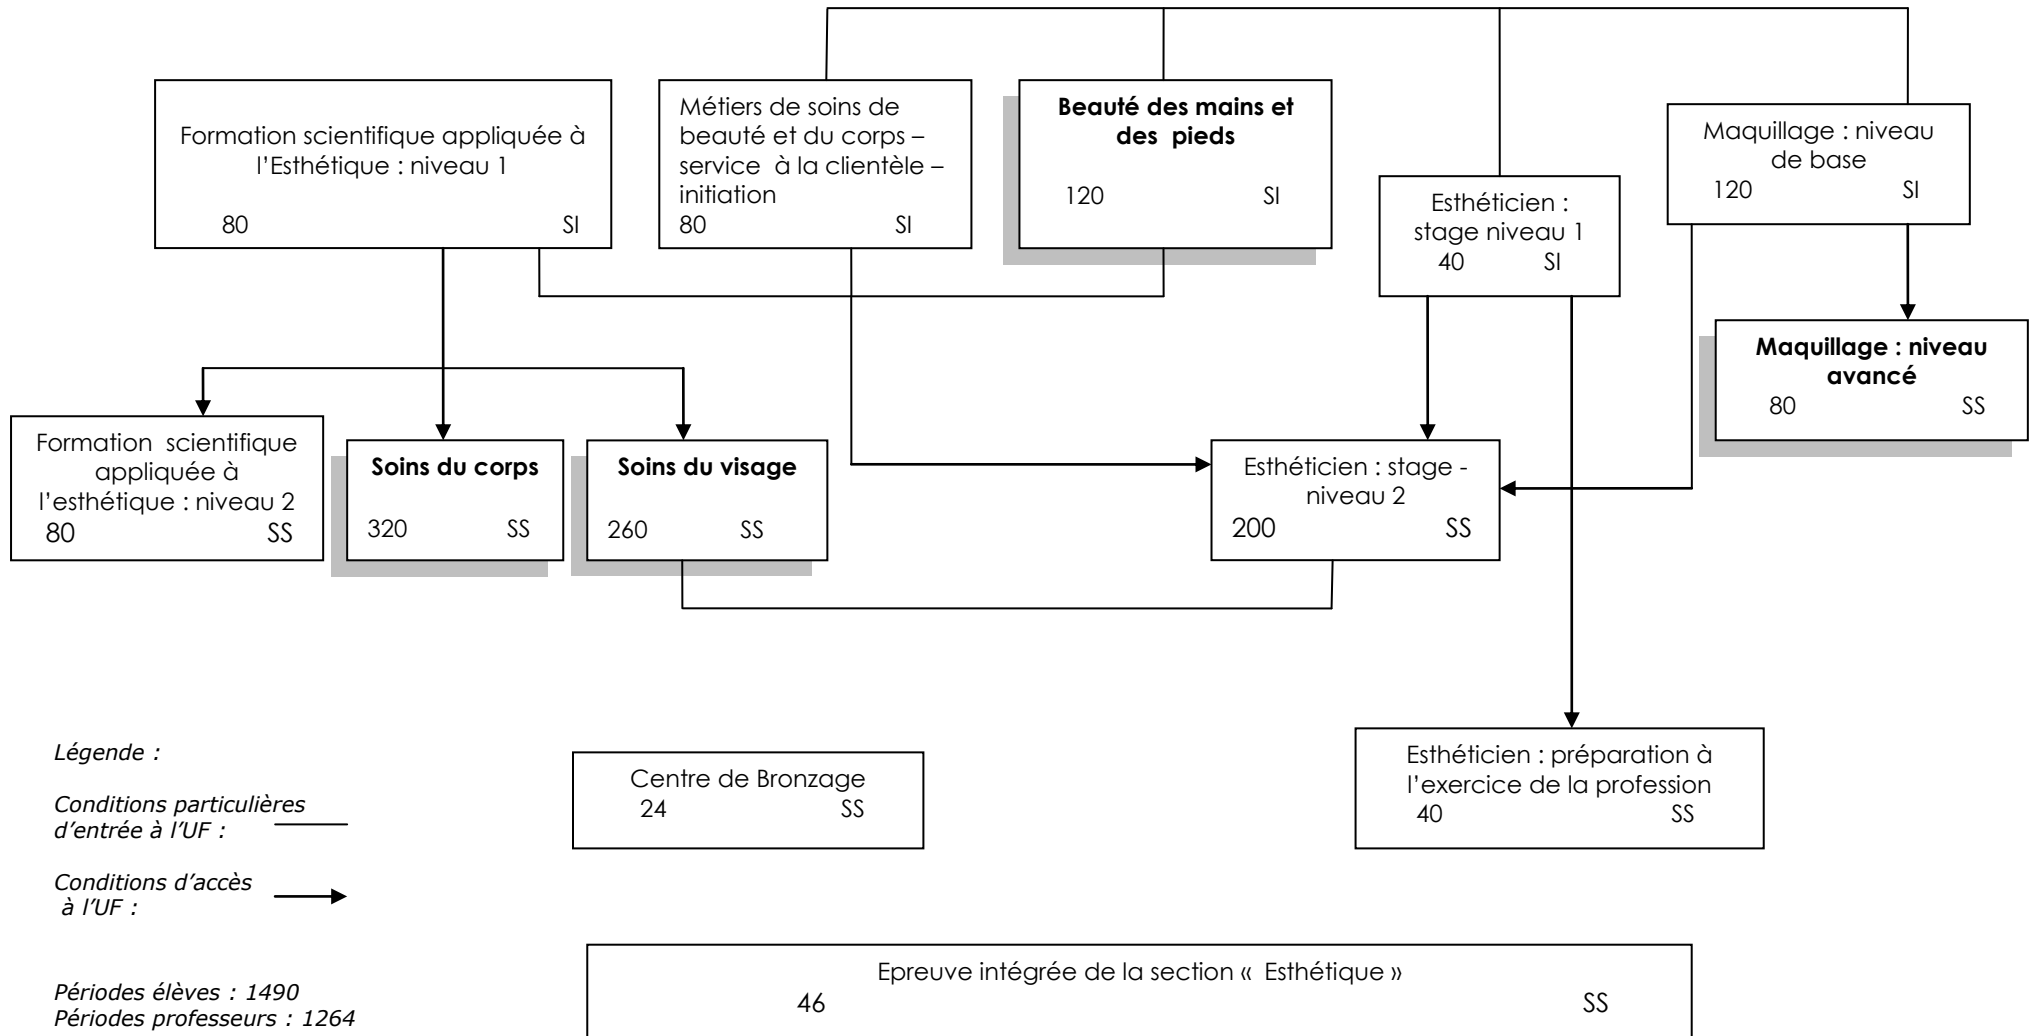 Formation scientifique appliquée à
l'Esthétique : niveau 1
80 SI
Métiers de soins de
beauté et du corps –
service à la clientèle –
initiation
80 SI
Beauté des mains et
des pieds
120 SI
Esthéticien :
stage niveau 1
40 SI
Maquillage : niveau
de base
120 SI
Maquillage : niveau
avancé
80 SS
Formation scientifique
appliquée à
l'esthétique : niveau 2
80 SS
Soins du corps
320 SS
Soins du visage
260 SS
Esthéticien : stage -
niveau 2
200 SS
Légende :
Conditions particulières
d'entrée à l'UF :
Conditions d'accès
à l'UF :
Centre de Bronzage
24 SS
Esthéticien : préparation à
l'exercice de la profession
40 SS
Epreuve intégrée de la section « Esthétique »
46 SS
Périodes élèves : 1490
Périodes professeurs : 1264